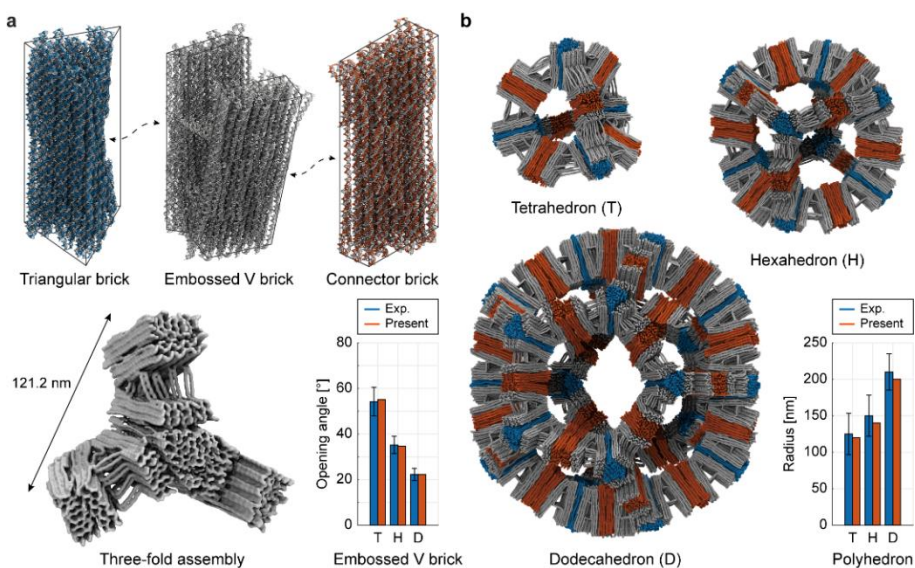 a
Triangular brick
Embossed V brick
Connector brick
121.2 nm
Three-fold assembly
Exp.
Present
Opening angle [°]
80
60
40
20
0
T H D
Embossed V brick
b
Tetrahedron (T)
Hexahedron (H)
Dodecahedron (D)
Exp.
Present
Radius [nm]
250
200
150
100
50
0
T H D
Polyhedron